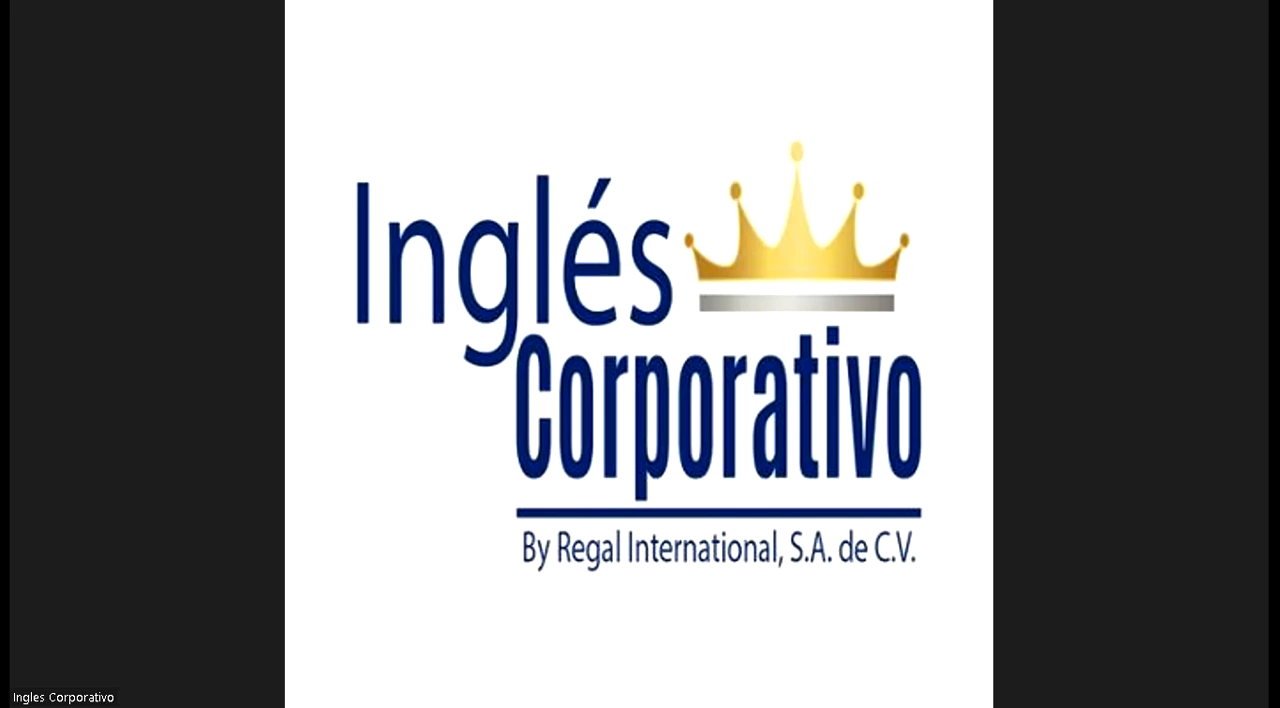 Inglés
Corporativo
By Regal International, S.A. de C.V.
Ingles Corporativo